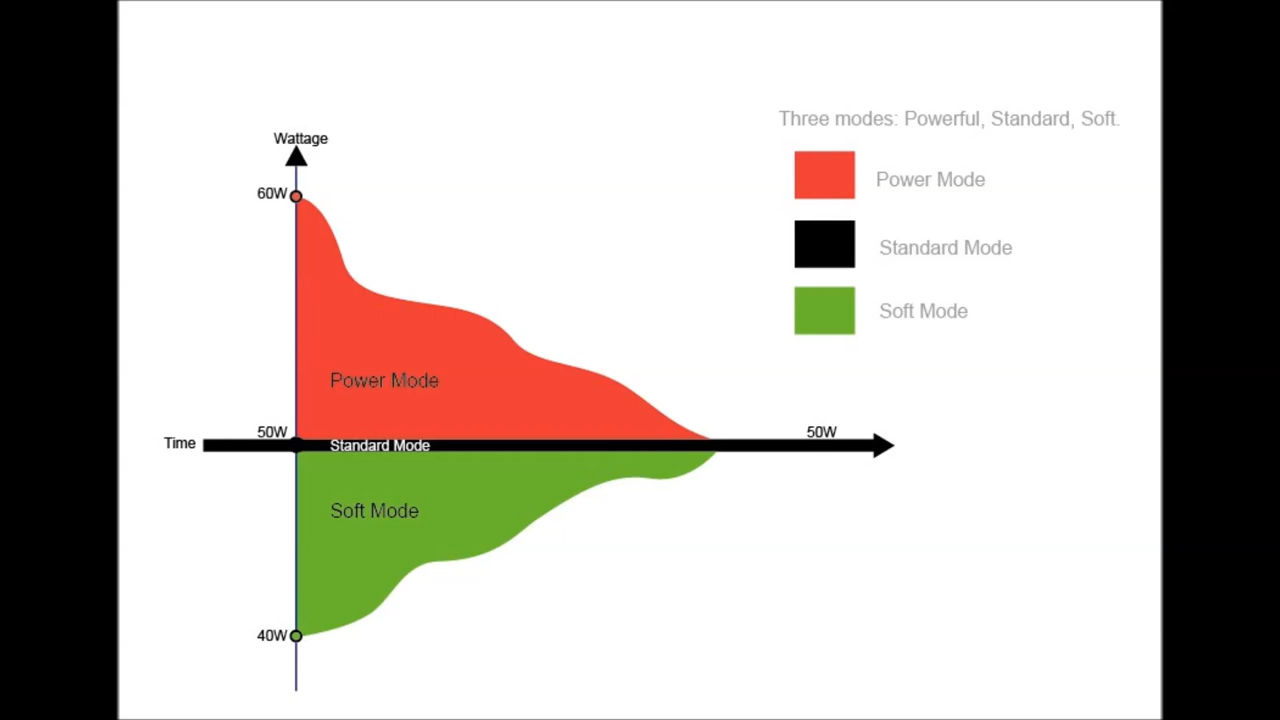 Three modes: Powerful, Standard, Soft.
Wattage
Power Mode
60W
Standard Mode
Soft Mode
Power Mode
50W
50W
Time
Standard Mode
Soft Mode
40W